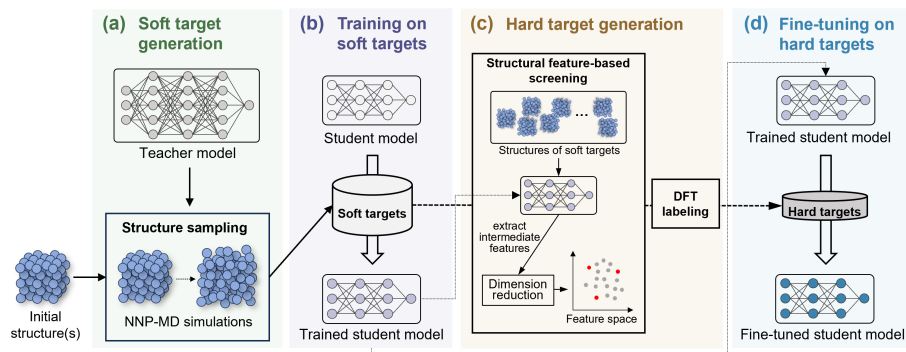 (a) Soft target
generation
Teacher model
Structure sampling
NNP-MD simulations
Initial
structure(s)
(b) Training on
soft targets
Student model
Soft targets
Trained student model
(c) Hard target generation
Structural feature-based
screening
...
Structures of soft targets
extract
intermediate
features
Dimension
reduction
Feature space
DFT
labeling
(d) Fine-tuning on
hard targets
Trained student model
Hard targets
Fine-tuned student model